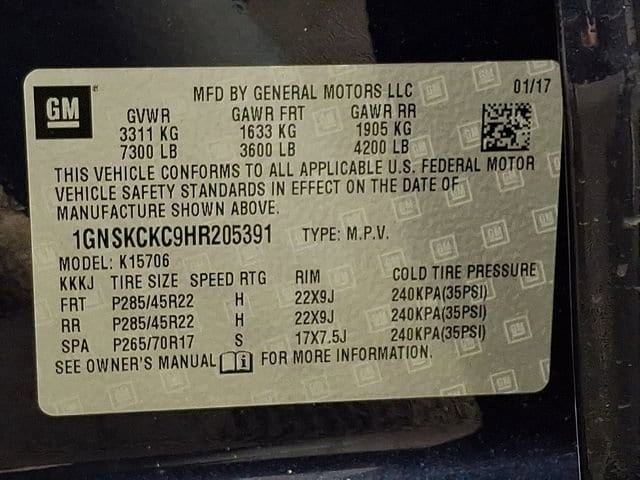 GM
MFD BY GENERAL MOTORS LLC 01/17
GVWR GAWR FRT GAWR RR
3311 KG 1633 KG 1905 KG
7300 LB 3600 LB 4200 LB
THIS VEHICLE CONFORMS TO ALL APPLICABLE U.S. FEDERAL MOTOR
VEHICLE SAFETY STANDARDS IN EFFECT ON THE DATE OF
MANUFACTURE SHOWN ABOVE.
1GNSKCKC9HR205391 TYPE: M.P.V.
MODEL: K15706
KKKJ TIRE SIZE SPEED RTG RIM COLD TIRE PRESSURE
FRT P285/45R22 H 22X9J 240KPA(35PSI)
RR P285/45R22 H 22X9J 240KPA(35PSI)
SPA P265/70R17 S 17X7.5J 240KPA(35PSI)
SEE OWNER'S MANUAL i FOR MORE INFORMATION.